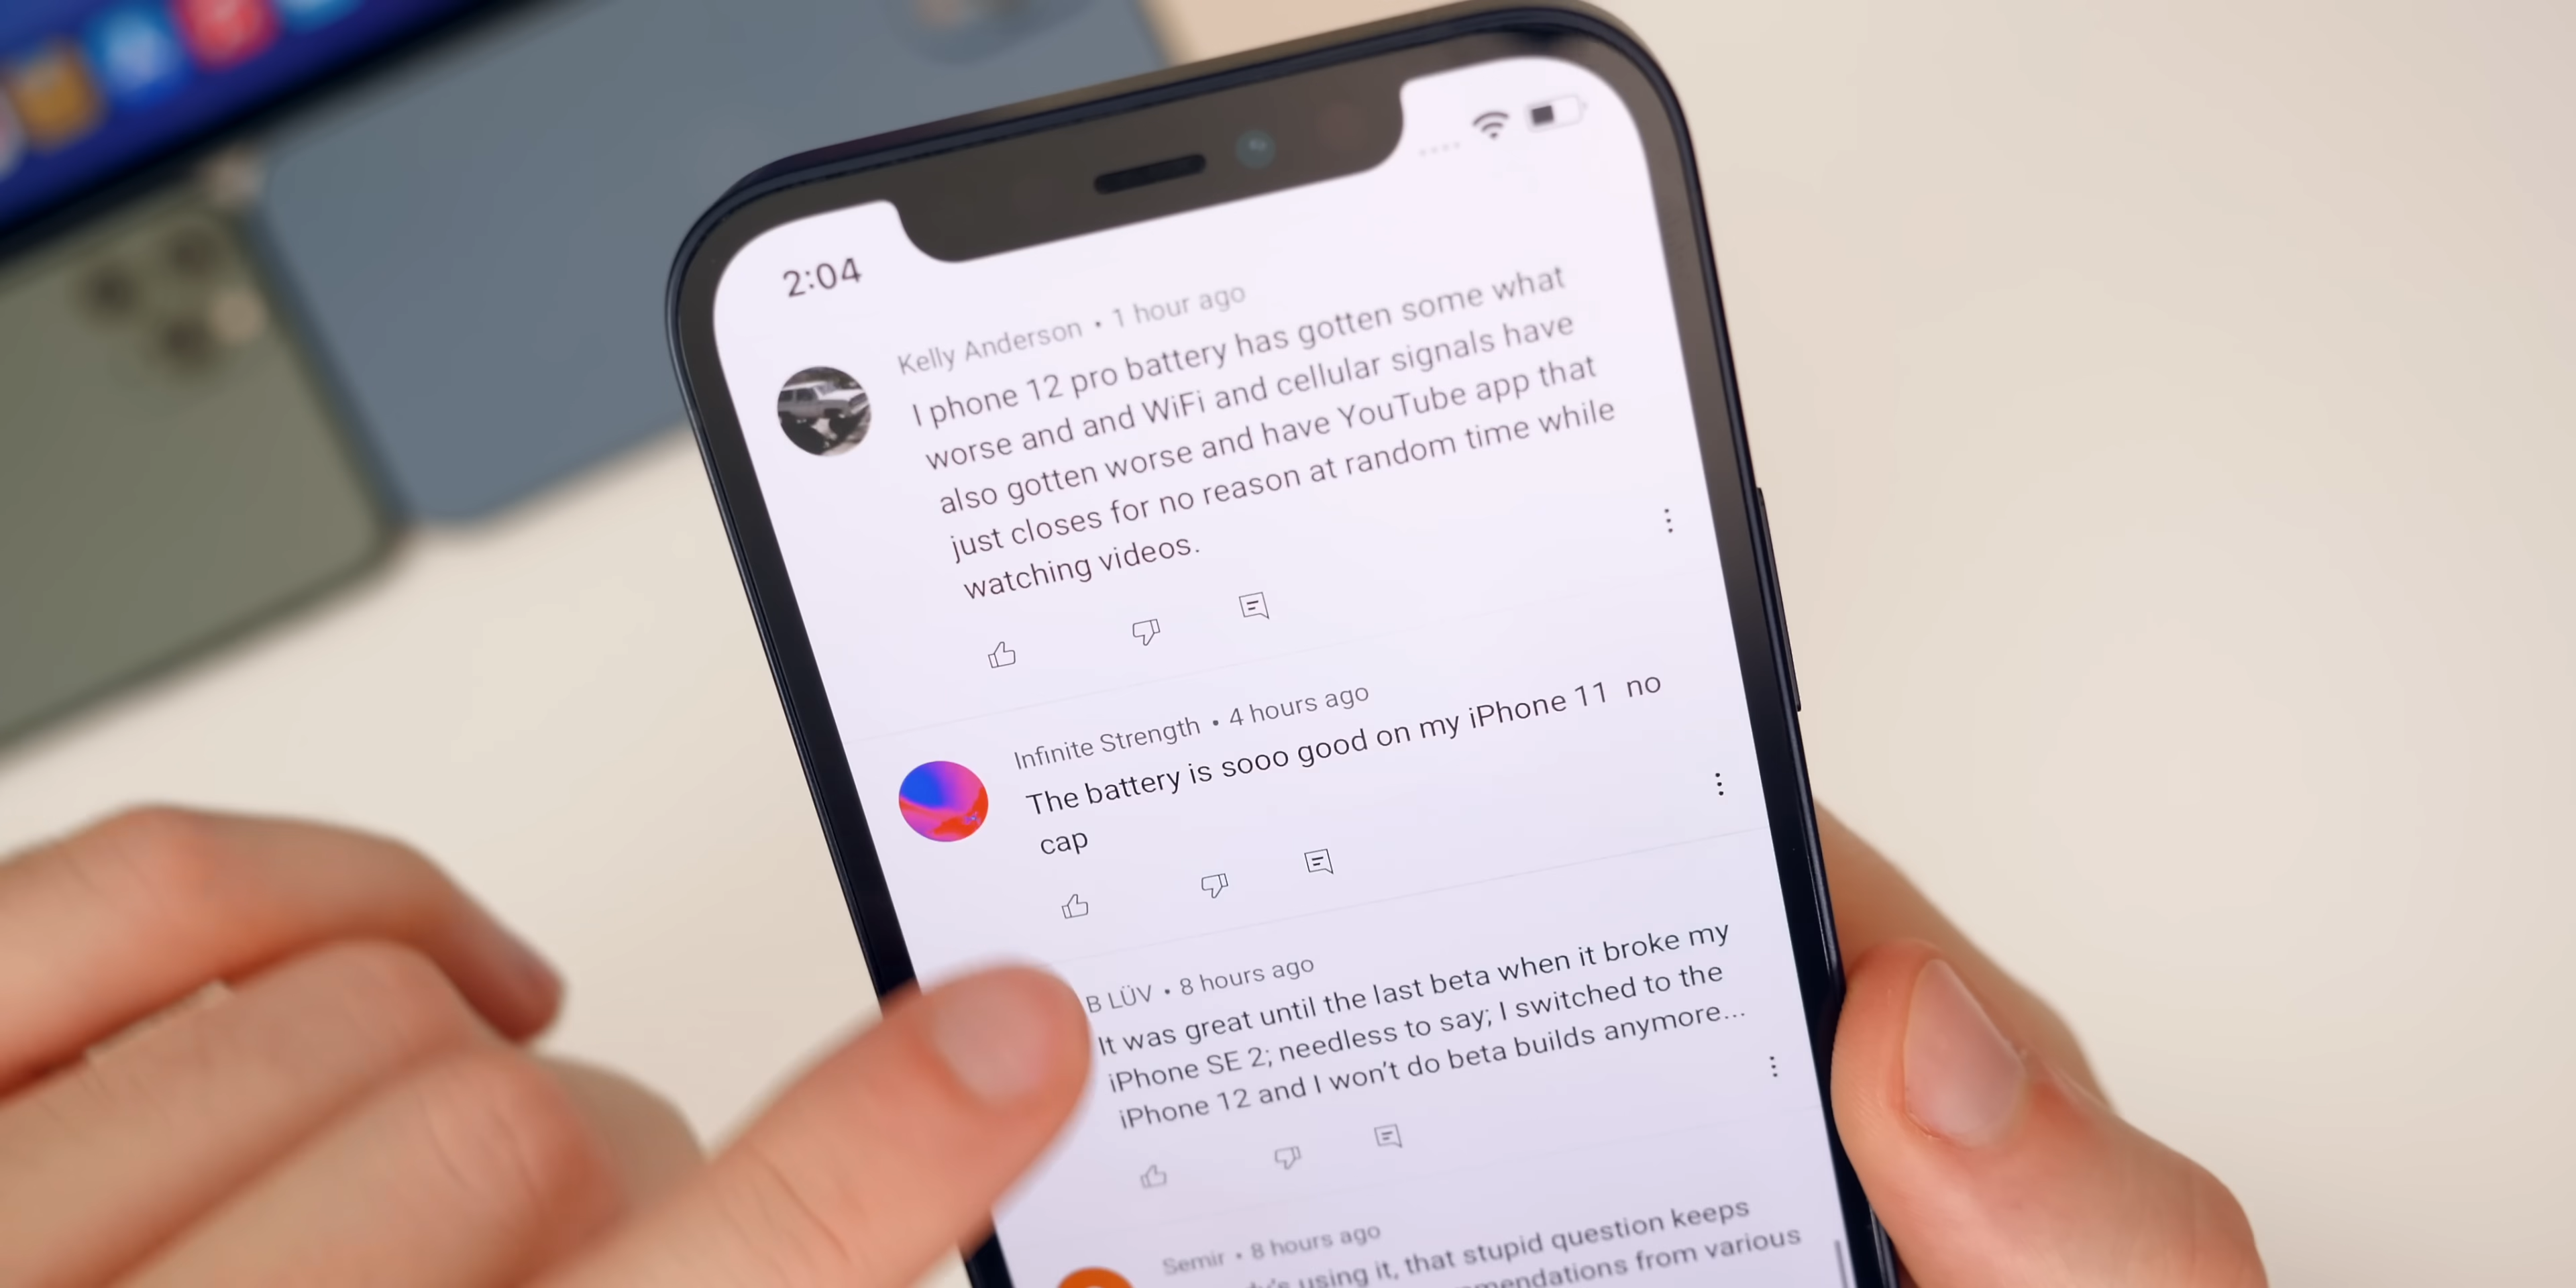 2:04
Kelly Anderson • 1 hour ago
I phone 12 pro battery has gotten some what
worse and and WiFi and cellular signals have
also gotten worse and have YouTube app that
just closes for no reason at random time while
watching videos.
Infinite Strength • 4 hours ago
The battery is sooo good on my iPhone 11 no
cap
B LÜV • 8 hours ago
It was great until the last beta when it broke my
iPhone SE 2; needless to say; I switched to the
iPhone 12 and I won't do beta builds anymore...
Semir • 8 hours ago
using it, that stupid question keeps
from various